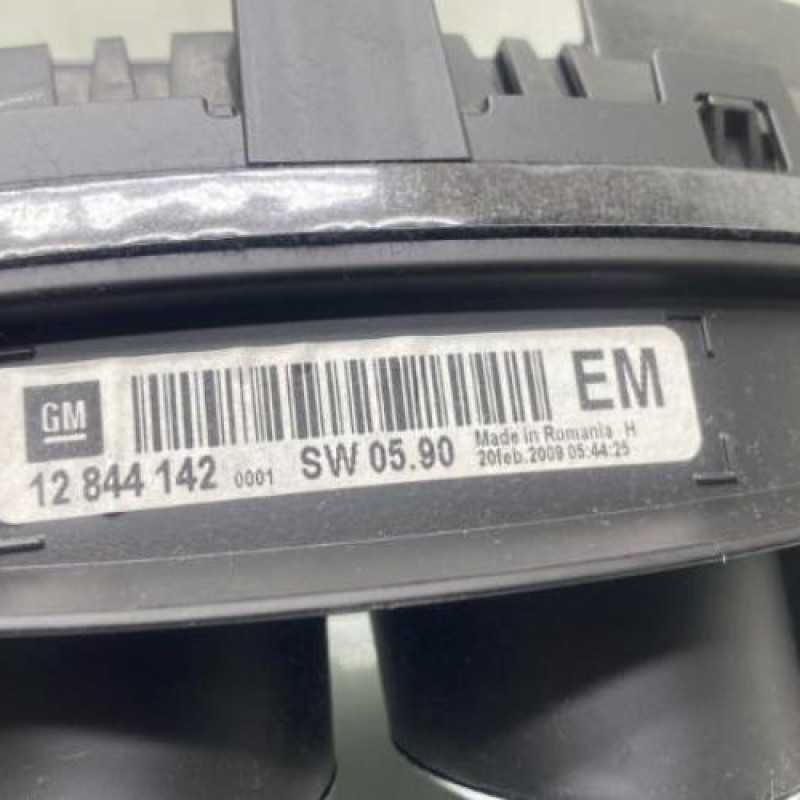 GM
EM
12 844 142 0001 SW 05.90 Made in Romania H
20feb.2009 05:44:25